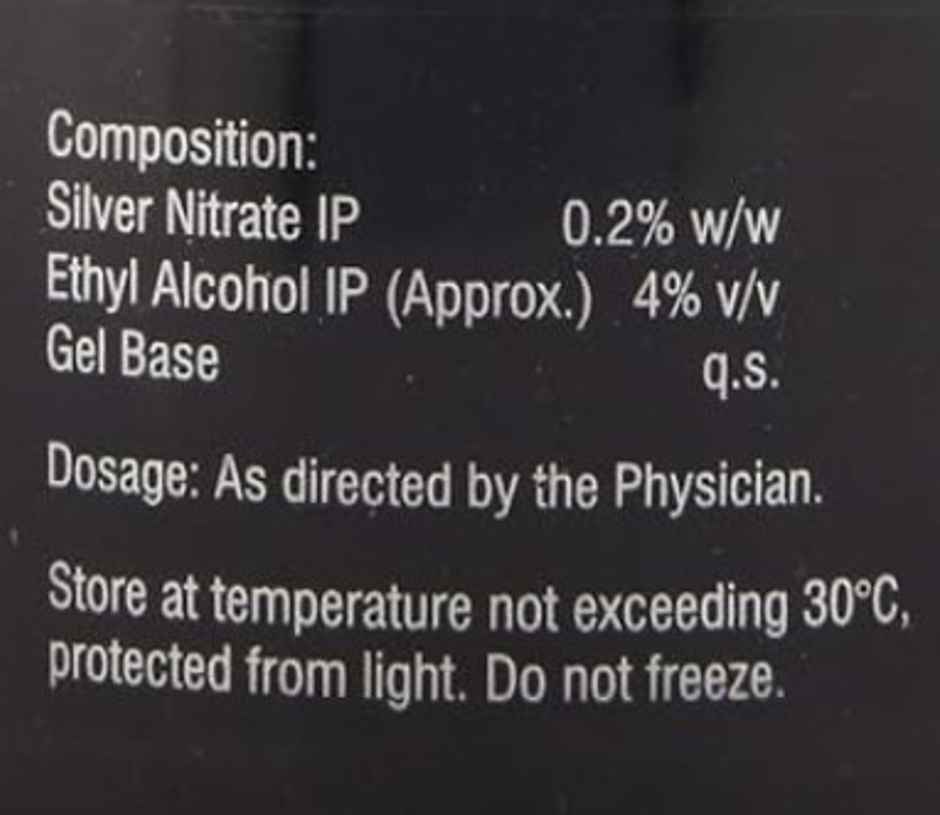 Composition:
Silver Nitrate IP 0.2% w/w
Ethyl Alcohol IP (Approx.) 4% v/v
Gel Base q.s.
Dosage: As directed by the Physician.
Store at temperature not exceeding 30°C,
protected from light. Do not freeze.